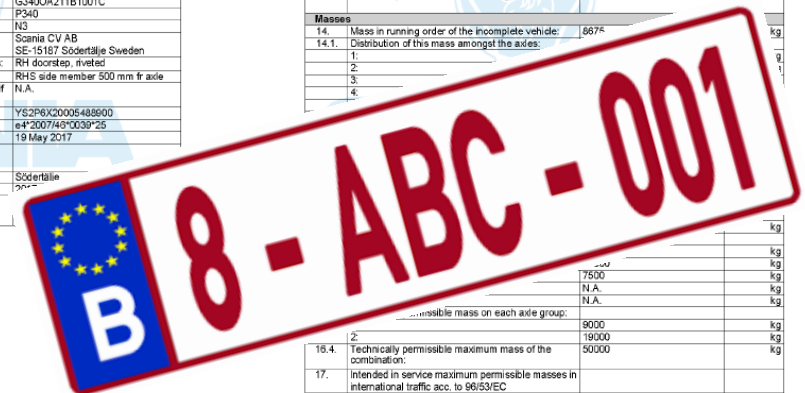 G340OA211B1001C
P340
N3
Scania CV AB
SE-15187 Södertälje Sweden
RH doorstep, riveted
RHS side member 500 mm fr axle
N.A.
YS2P6X20005488900
e4*2007/46*0039*25
19 May 2017
Södertälje
Masses
14. Mass in running order of the incomplete vehicle: 8675 kg
14.1. Distribution of this mass amongst the axles:
1:
2:
3:
4:
B 8 - ABC - 001
kg
kg
kg
7500 kg
N.A. kg
N.A. kg
missible mass on each axle group:
9000 kg
2: 19000 kg
16.4. Technically permissible maximum mass of the 50000 kg
combination:
17. Intended in service maximum permissible masses in
international traffic acc. to 96/53/EC